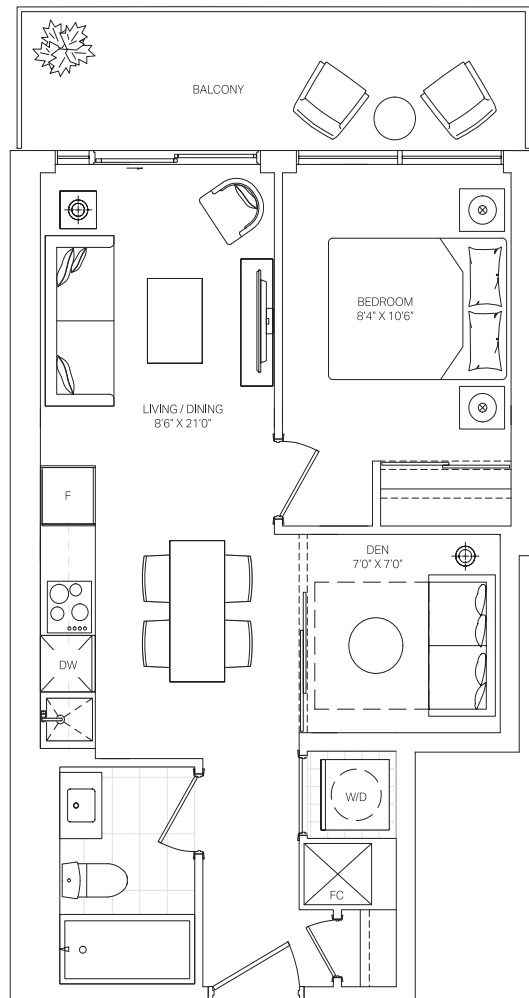 BALCONY
BEDROOM
8'4" X 10'6"
LIVING / DINING
8'6" X 21'0"
F
DEN
7'0" X 7'0"
DW
W/D
FC